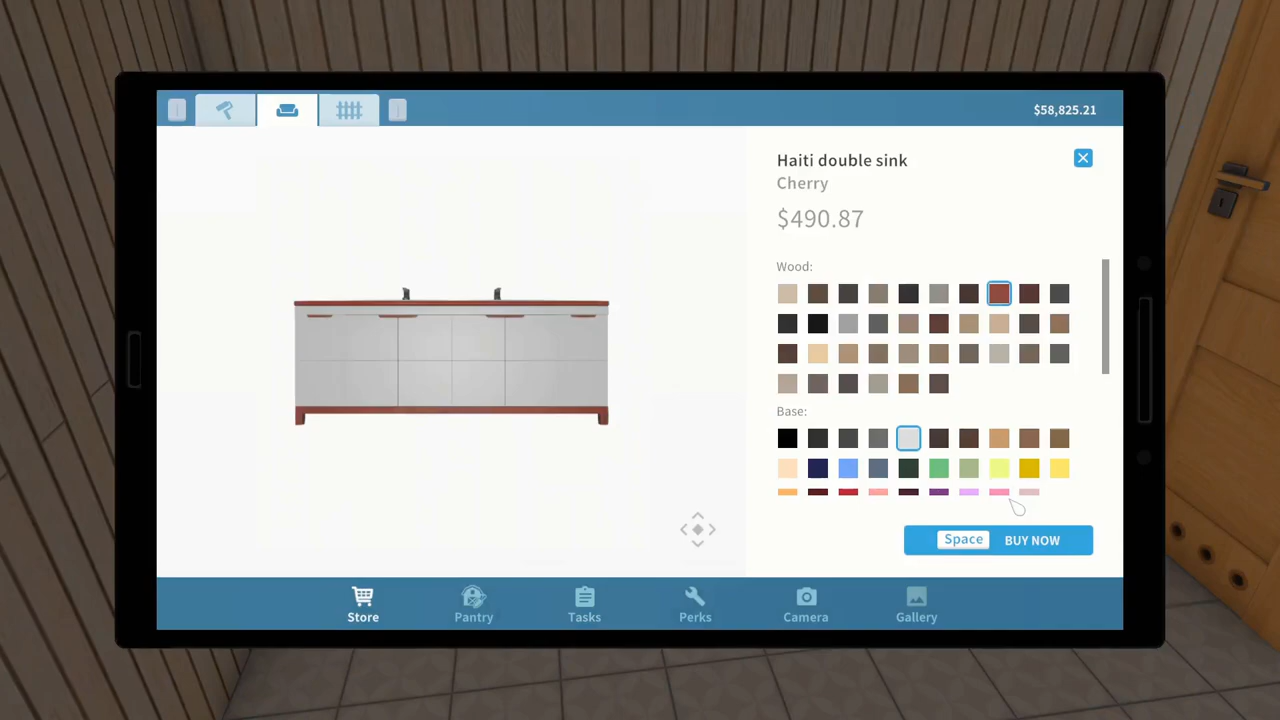 $58,825.21
Haiti double sink
Cherry
$490.87
Wood:
Base:
Space BUY NOW
Store Pantry Tasks Perks Camera Gallery